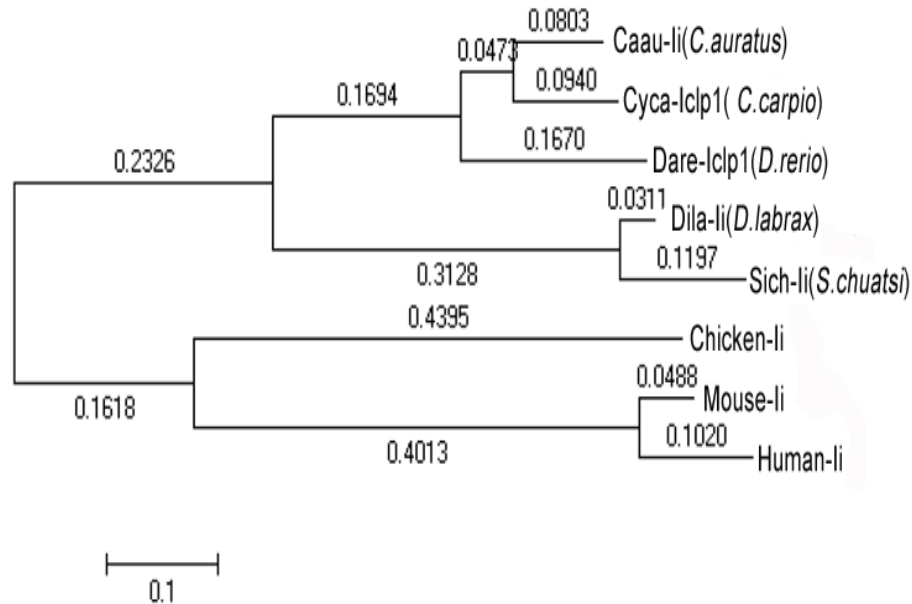 0.0803
Caau-Ii(C.auratus)
0.0473
0.0940
Cyca-Iclp1( C.carpio)
0.1694
0.1670
Dare-Iclp1(D.rerio)
0.2326
0.0311
Dila-Ii(D.labrax)
0.1197
Sich-Ii(S.chuatsi)
0.3128
0.4395
Chicken-Ii
0.0488
Mouse-Ii
0.1618
0.1020
Human-Ii
0.4013
0.1